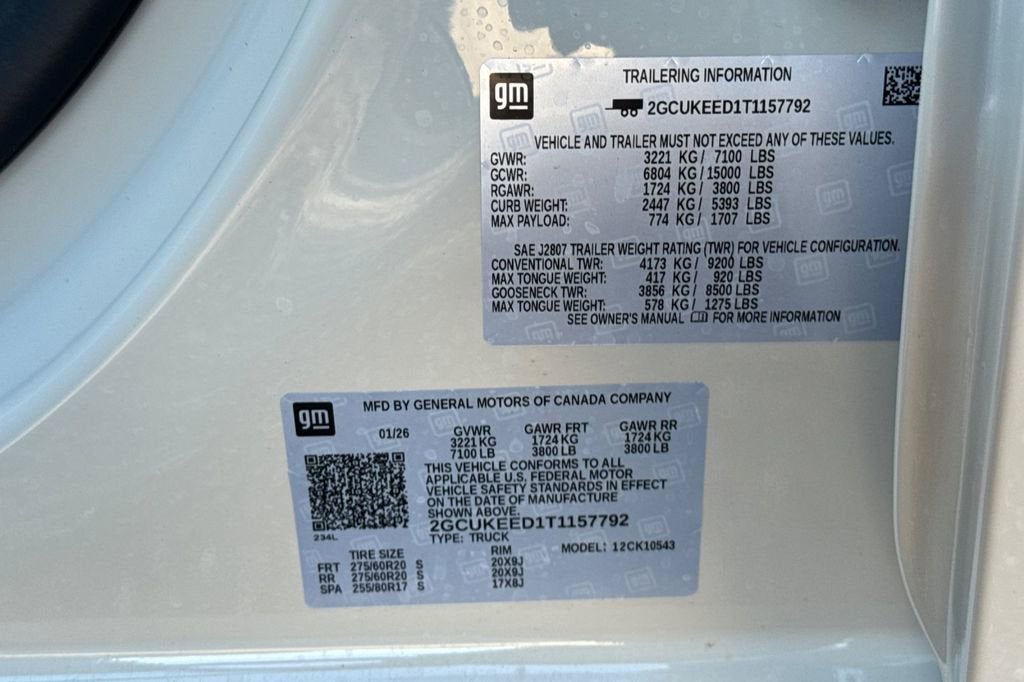 gm
TRAILERING INFORMATION
2GCUKEED1T1157792
VEHICLE AND TRAILER MUST NOT EXCEED ANY OF THESE VALUES.
GVWR: 3221 KG / 7100 LBS
GCWR: 6804 KG / 15000 LBS
RGAWR: 1724 KG / 3800 LBS
CURB WEIGHT: 2447 KG / 5393 LBS
MAX PAYLOAD: 774 KG / 1707 LBS
SAE J2807 TRAILER WEIGHT RATING (TWR) FOR VEHICLE CONFIGURATION.
CONVENTIONAL TWR: 4173 KG / 9200 LBS
MAX TONGUE WEIGHT: 417 KG / 920 LBS
GOOSENECK TWR: 3856 KG / 8500 LBS
MAX TONGUE WEIGHT: 578 KG / 1275 LBS
SEE OWNER'S MANUAL FOR MORE INFORMATION
gm
MFD BY GENERAL MOTORS OF CANADA COMPANY
01/26 GVWR GAWR FRT GAWR RR
3221 KG 1724 KG 1724 KG
7100 LB 3800 LB 3800 LB
THIS VEHICLE CONFORMS TO ALL
APPLICABLE U.S. FEDERAL MOTOR
VEHICLE SAFETY STANDARDS IN EFFECT
ON THE DATE OF MANUFACTURE
SHOWN ABOVE.
2GCUKEED1T1157792
234L
TYPE: TRUCK
TIRE SIZE RIM MODEL: 12CK10543
FRT 275/60R20 S 20X9J
RR 275/60R20 S 20X9J
SPA 255/80R17 S 17X8J